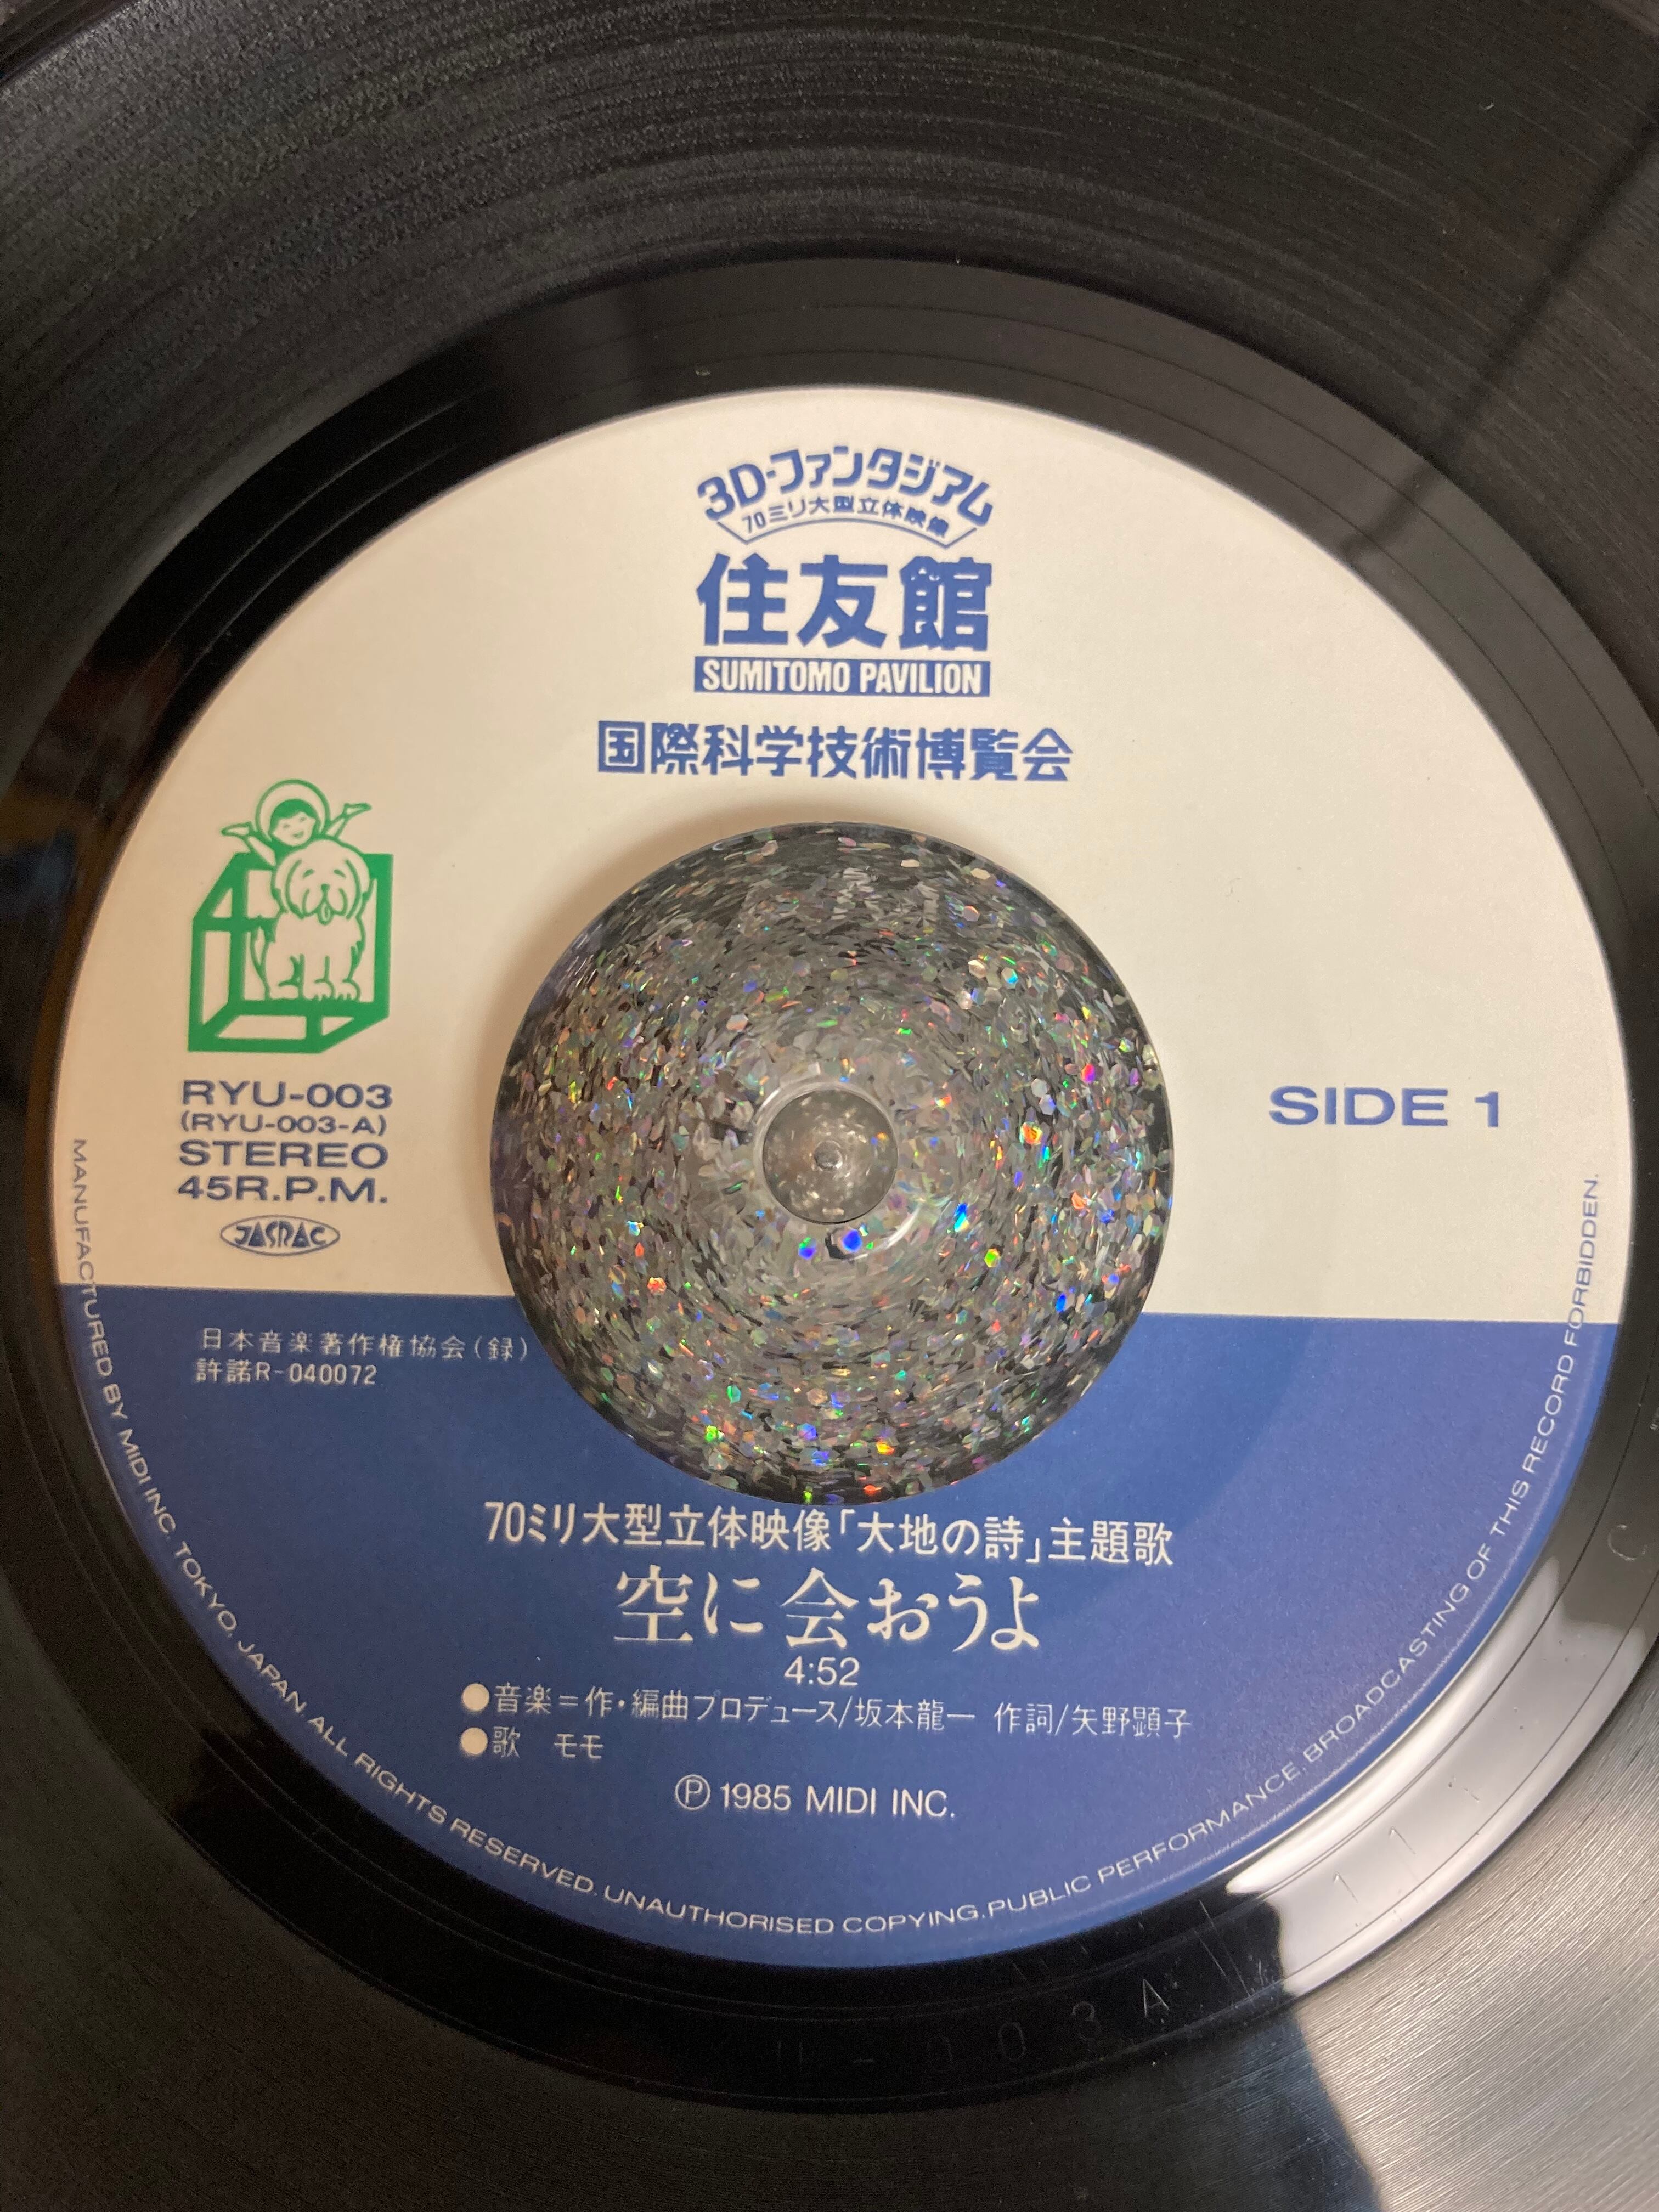 3D-ファンタジアム
70ミリ大型立体映像
住友館
SUMITOMO PAVILION
国際科学技術博覧会
RYU-003
(RYU-003-A)
STEREO
45R.P.M.
JASRAC
SIDE 1
日本音楽著作権協会(録)
許諾R-040072
70ミリ大型立体映像「大地の詩」主題歌
空に会おうよ
4:52
●音楽=作・編曲プロデュース/坂本龍一 作詞/矢野顕子
●歌 モモ
Ⓟ 1985 MIDI INC.
MANUFACTURED BY MIDI INC. TOKYO, JAPAN. ALL RIGHTS RESERVED. UNAUTHORISED COPYING. PUBLIC PERFORMANCE. BROADCASTING OF THIS RECORD FORBIDDEN.